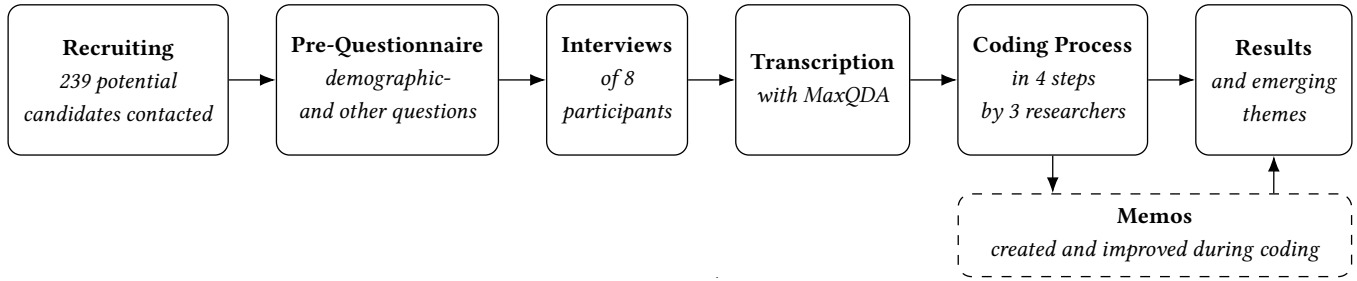 Recruiting
239 potential
candidates contacted
Pre-Questionnaire
demographic-
and other questions
Interviews
of 8
participants
Transcription
with MaxQDA
Coding Process
in 4 steps
by 3 researchers
Results
and emerging
themes
Memos
created and improved during coding